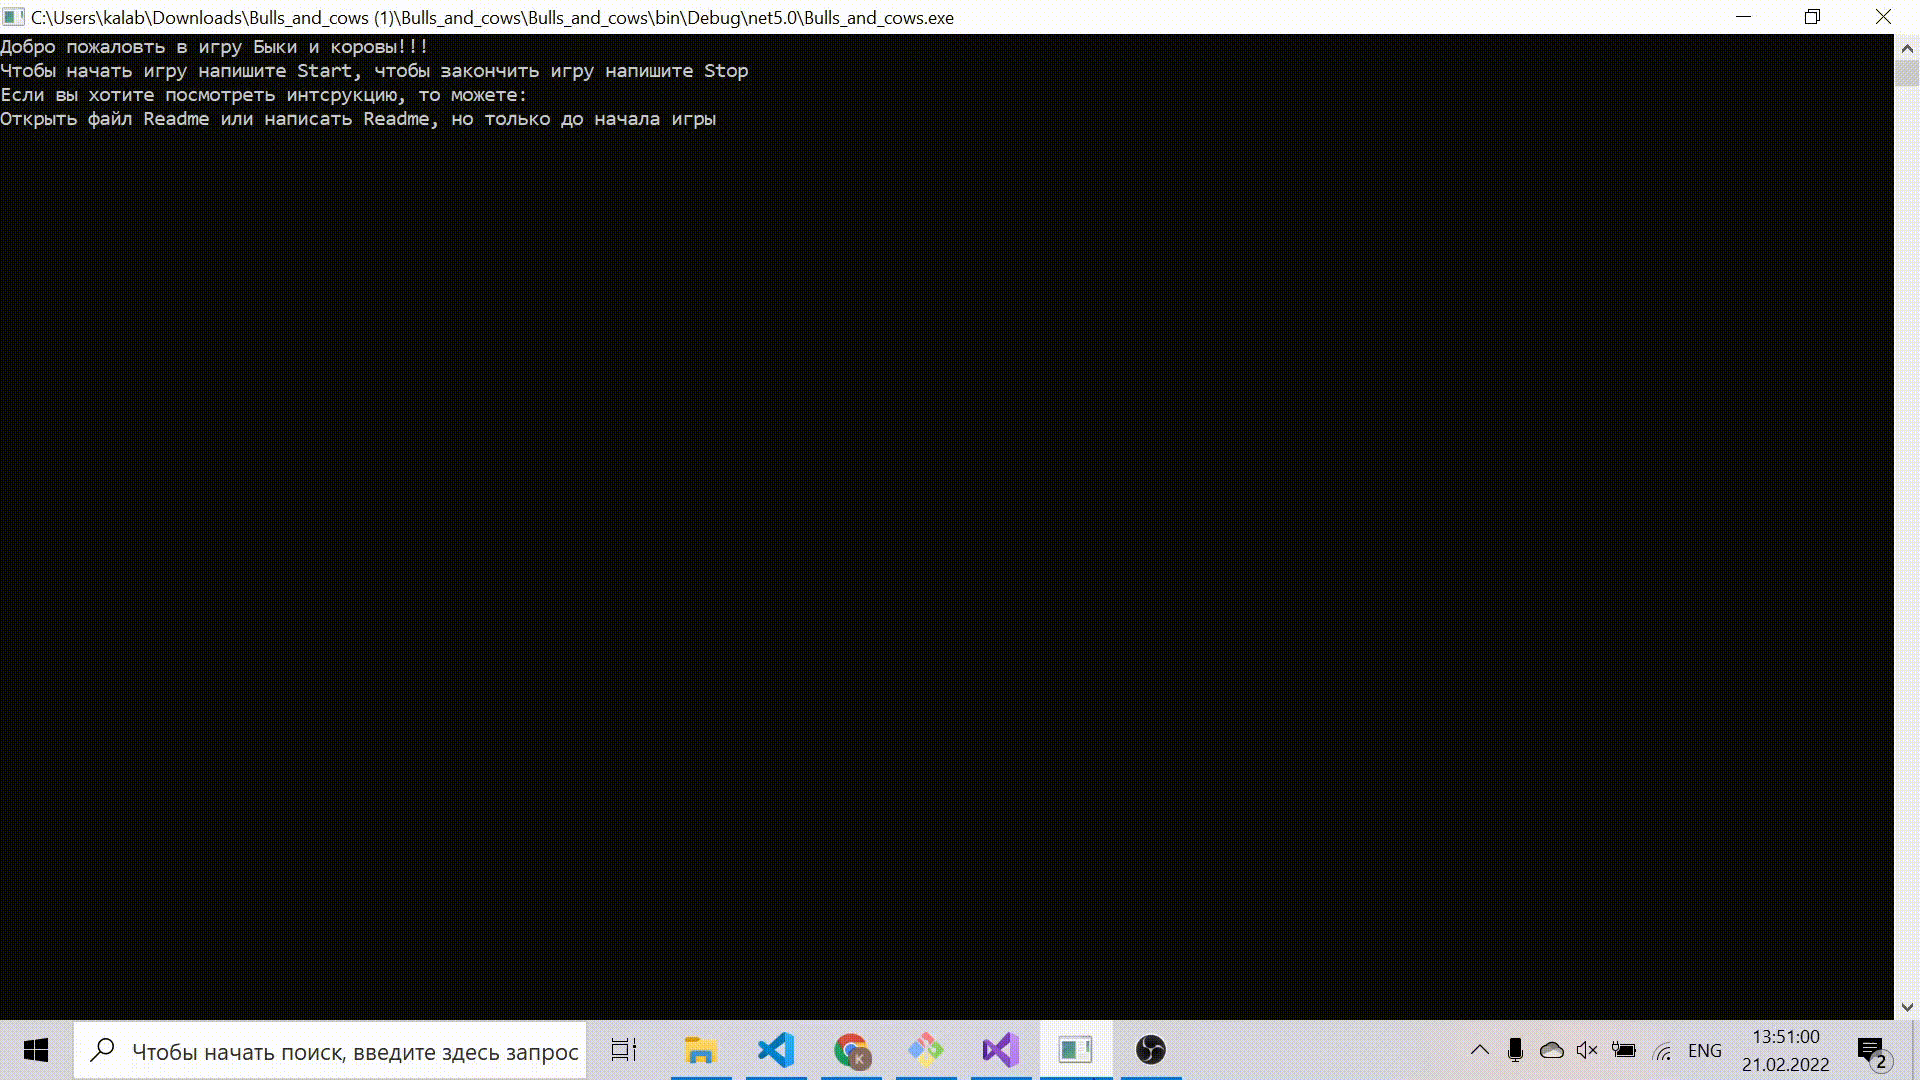 C:\Users\kalab\Downloads\Bulls_and_cows (1)\Bulls_and_cows\Bulls_and_cows\bin\Debug\net5.0\Bulls_and_cows.exe
Добро пожаловть в игру Быки и коровы!!!
Чтобы начать игру напишите Start, чтобы закончить игру напишите Stop
Если вы хотите посмотреть интсрукцию, то можете:
Открыть файл Readme или написать Readme, но только до начала игры
Чтобы начать поиск, введите здесь запрос
K
ENG
13:51:00
21.02.2022
2